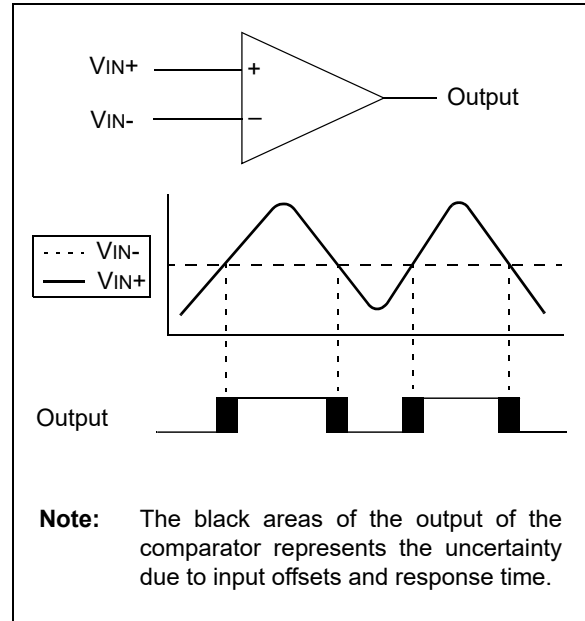 VIN+
+
Output
VIN-
–
VIN-
VIN+
Output
Note: The black areas of the output of the
comparator represents the uncertainty
due to input offsets and response time.